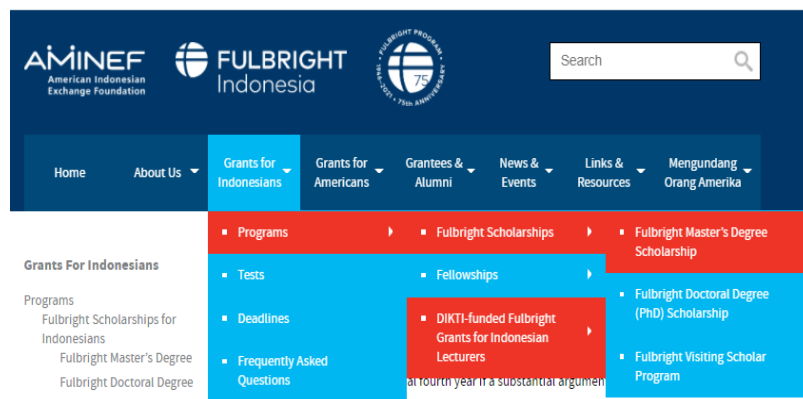 AMINEF
American Indonesian
Exchange Foundation
FULBRIGHT
Indonesia
FULBRIGHT PROGRAM
75
1946-2021 • 75th ANNIVERSARY
Search
Home
About Us
Grants for
Indonesians
Grants for
Americans
Grantees &
Alumni
News &
Events
Links &
Resources
Mengundang
Orang Amerika
Programs
Tests
Deadlines
Frequently Asked
Questions
Fulbright Scholarships
Fellowships
DIKTI-funded Fulbright
Grants for Indonesian
Lecturers
Fulbright Master's Degree
Scholarship
Fulbright Doctoral Degree
(PhD) Scholarship
Fulbright Visiting Scholar
Program
Grants For Indonesians
Programs
Fulbright Scholarships for
Indonesians
Fulbright Master's Degree
Fulbright Doctoral Degree
al fourth year if a substantial argumen